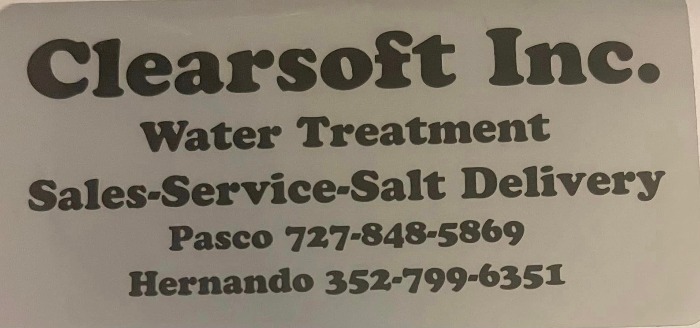 Clearsoft Inc.
Water Treatment
Sales-Service-Salt Delivery
Pasco 727-848-5869
Hernando 352-799-6351